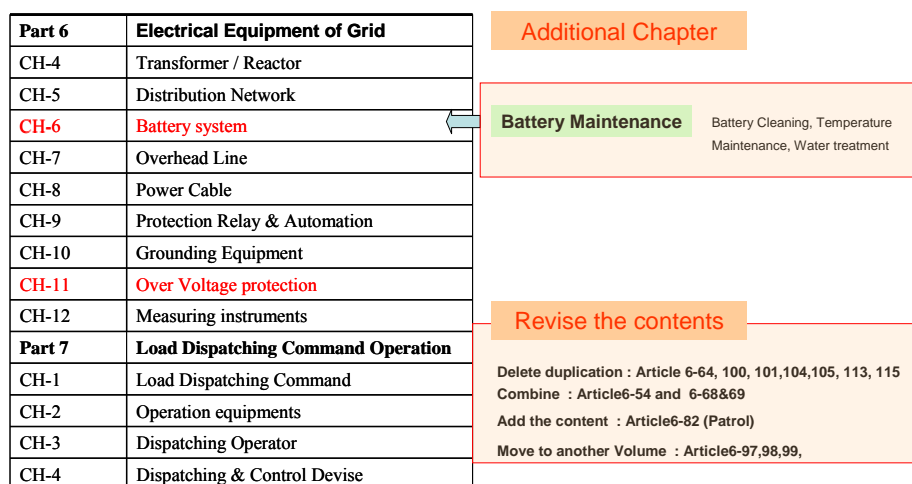 Part 6 Electrical Equipment of Grid
CH-4 Transformer / Reactor
CH-5 Distribution Network
CH-6 Battery system
CH-7 Overhead Line
CH-8 Power Cable
CH-9 Protection Relay & Automation
CH-10 Grounding Equipment
CH-11 Over Voltage protection
CH-12 Measuring instruments
Part 7 Load Dispatching Command Operation
CH-1 Load Dispatching Command
CH-2 Operation equipments
CH-3 Dispatching Operator
CH-4 Dispatching & Control Devise
Additional Chapter
Battery Maintenance
Battery Cleaning, Temperature
Maintenance, Water treatment
Revise the contents
Delete duplication : Article 6-64, 100, 101,104,105, 113, 115
Combine : Article6-54 and 6-68&69
Add the content : Article6-82 (Patrol)
Move to another Volume : Article6-97,98,99,